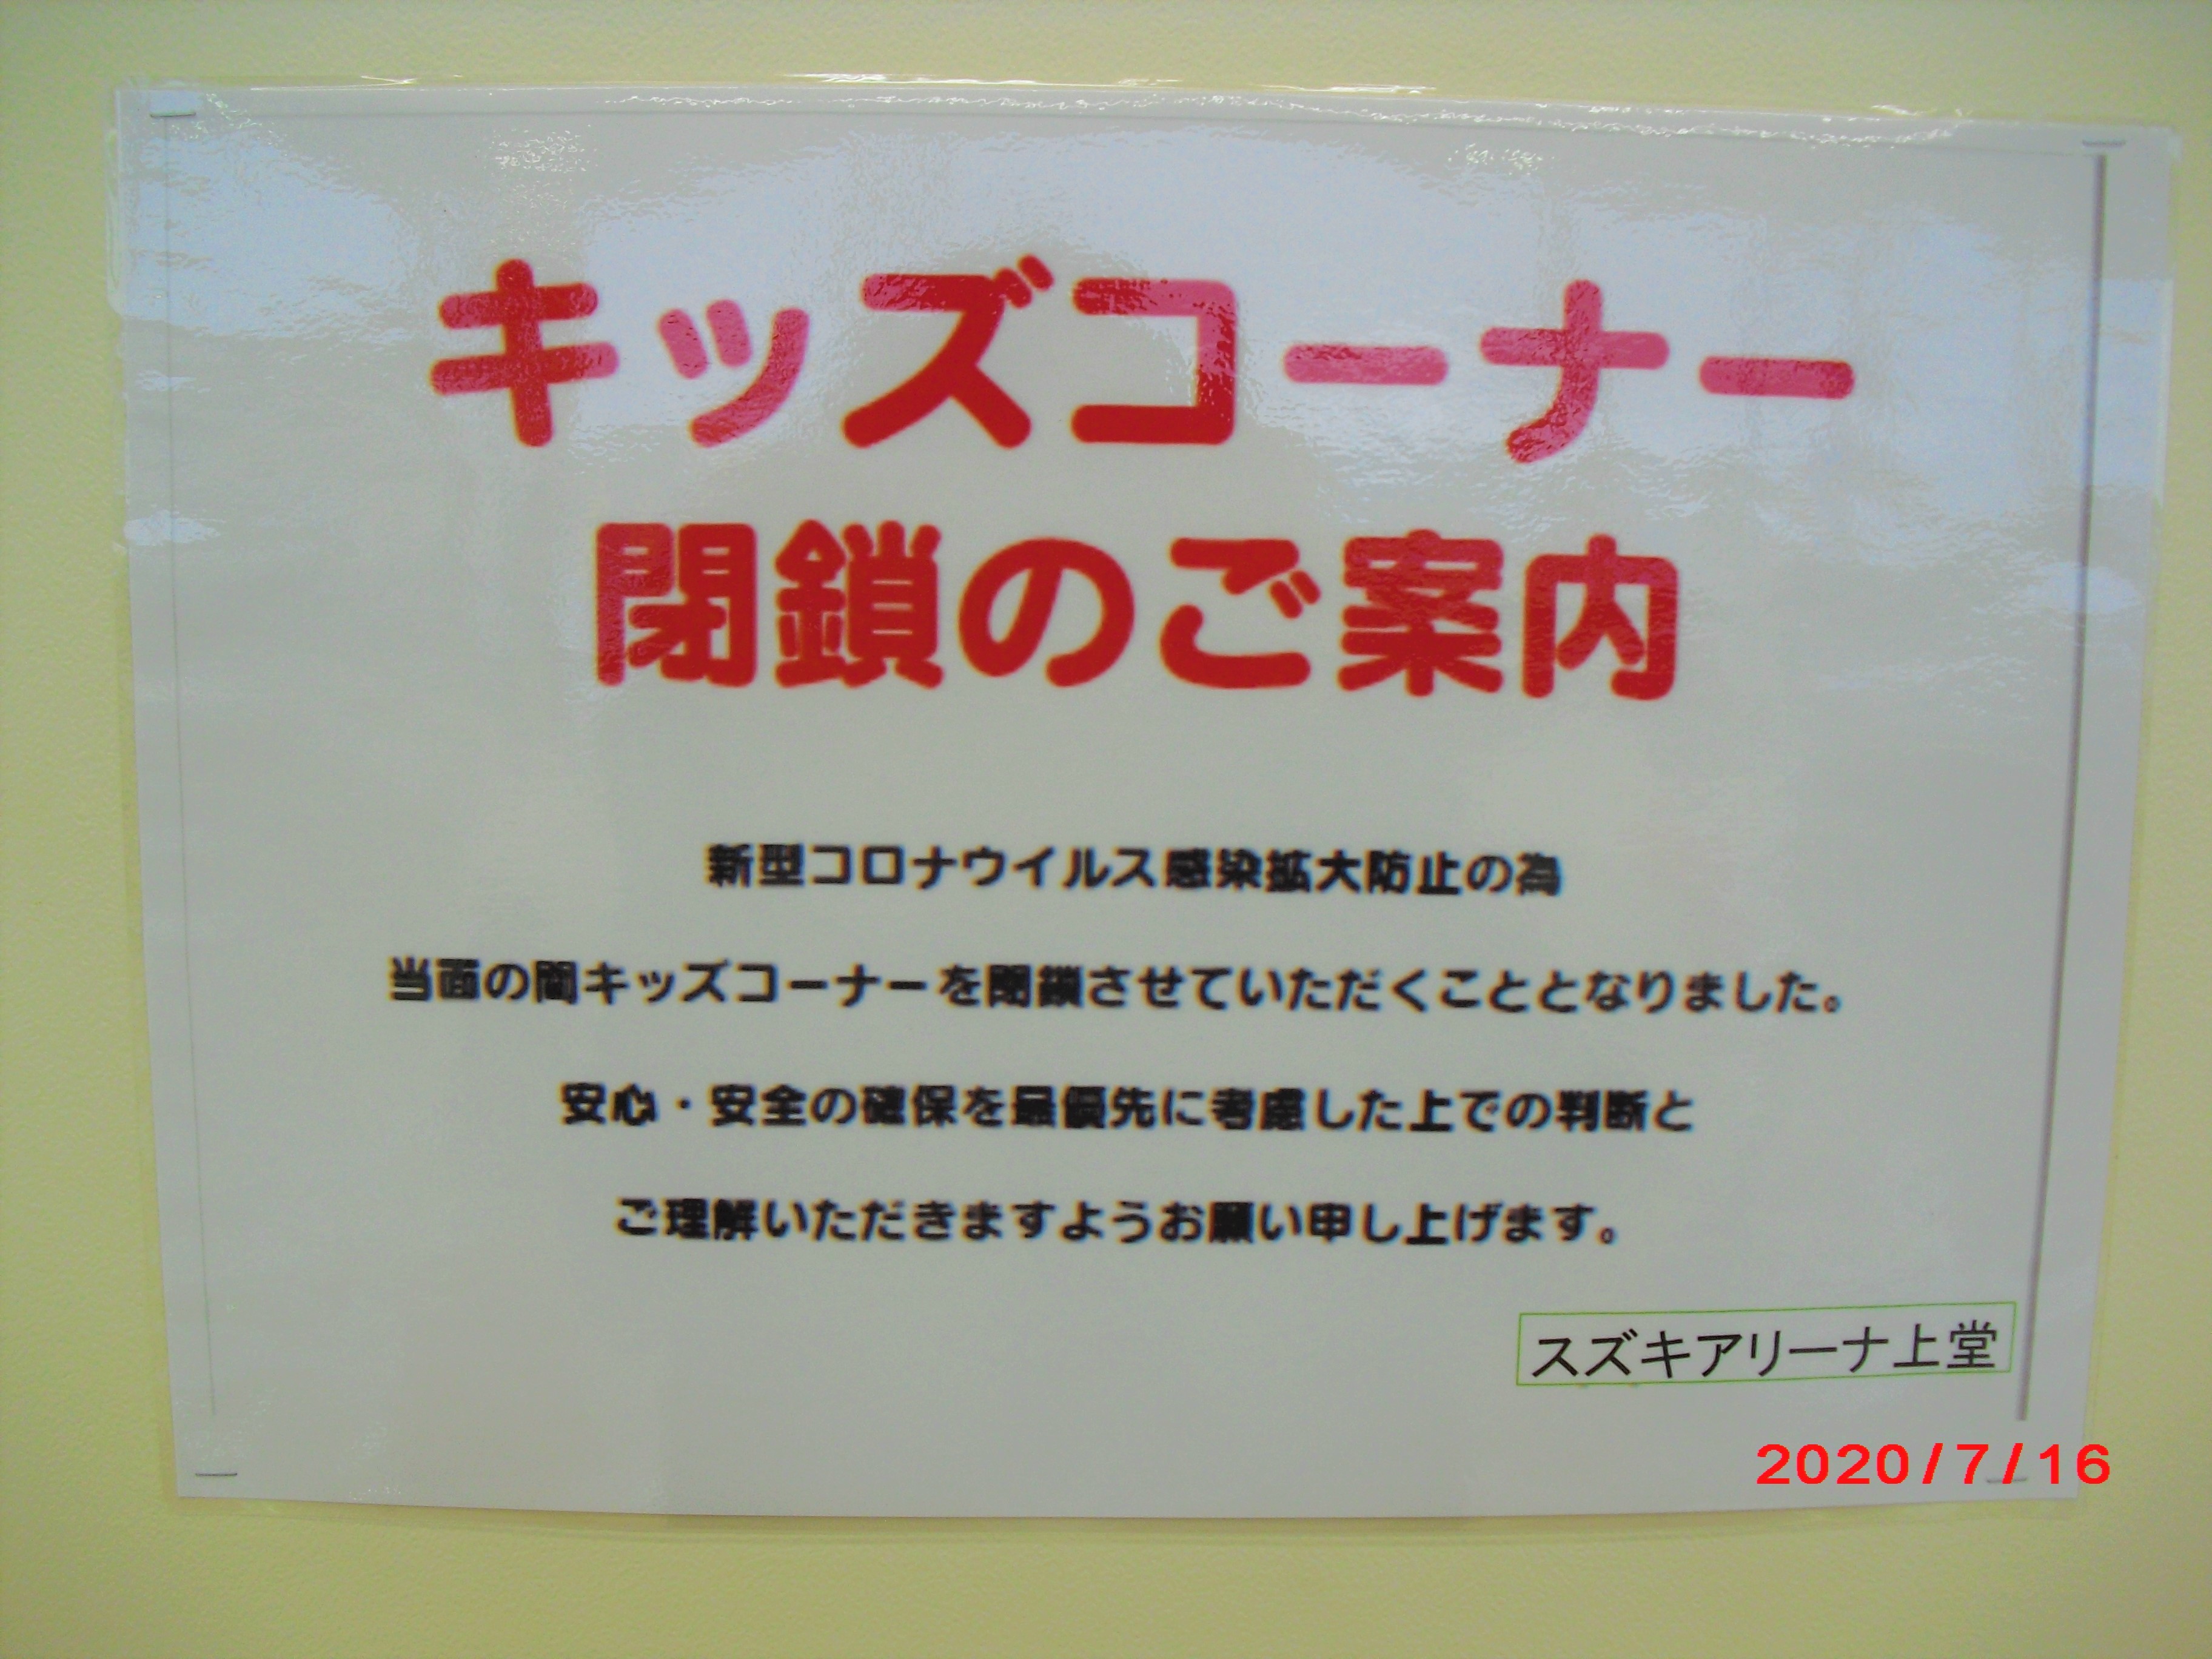 キッズコーナー
閉鎖のご案内
新型コロナウイルス感染拡大防止の為
当面の間キッズコーナーを閉鎖させていただくこととなりました。
安心・安全の確保を最優先に考慮した上での判断と
ご理解いただきますようお願い申し上げます。
スズキアリーナ上堂
2020/7/16